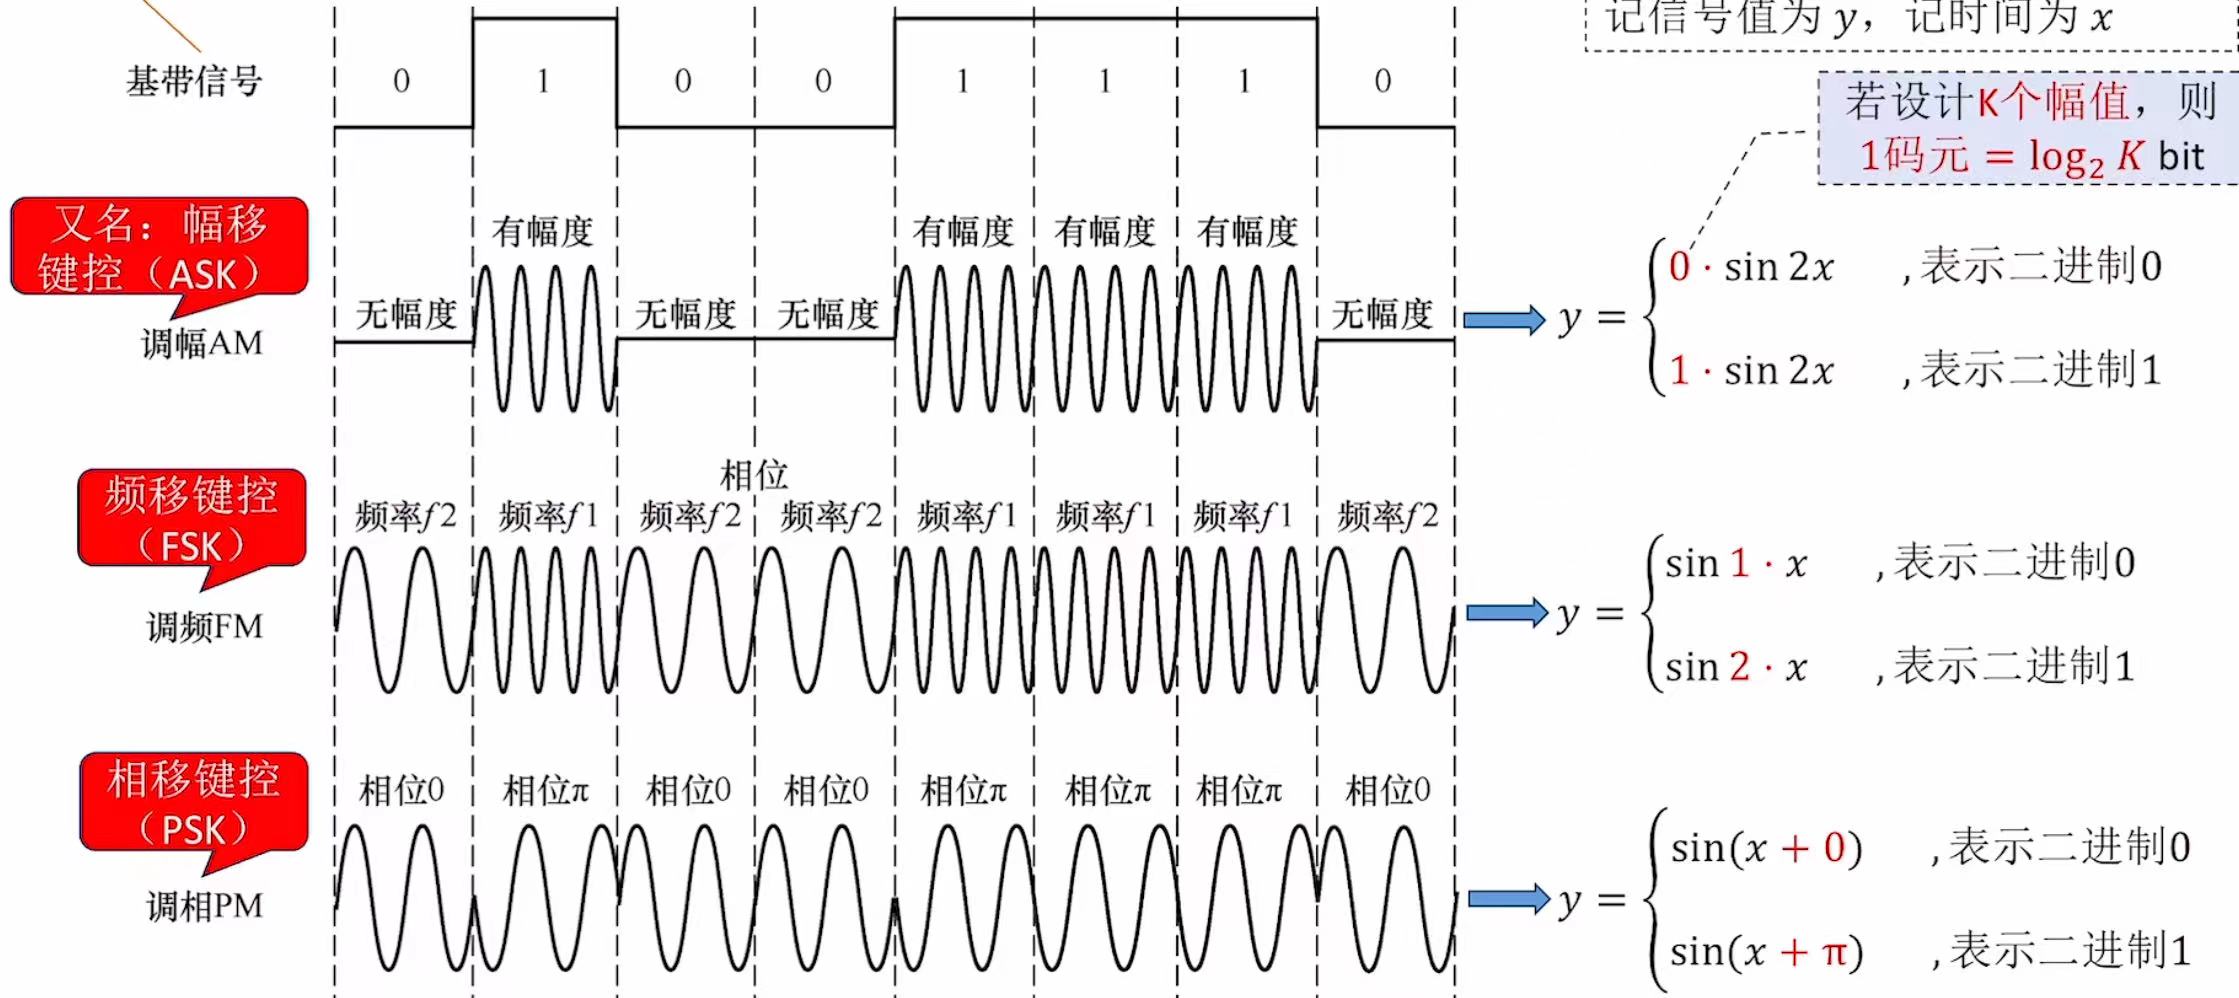 记信号值为 y，记时间为 x
基带信号
0
1
0
0
1
1
1
0
若设计K个幅值，则
1码元 = log₂ K bit
又名：幅移
键控（ASK）
调幅AM
无幅度
有幅度
无幅度
无幅度
有幅度
有幅度
有幅度
无幅度
y =
0 · sin 2x ,表示二进制0
1 · sin 2x ,表示二进制1
频移键控
（FSK）
调频FM
相位
频率f2
频率f1
频率f2
频率f2
频率f1
频率f1
频率f1
频率f2
y =
sin 1 · x ,表示二进制0
sin 2 · x ,表示二进制1
相移键控
（PSK）
调相PM
相位0
相位π
相位0
相位0
相位π
相位π
相位π
相位0
y =
sin(x + 0) ,表示二进制0
sin(x + π) ,表示二进制1